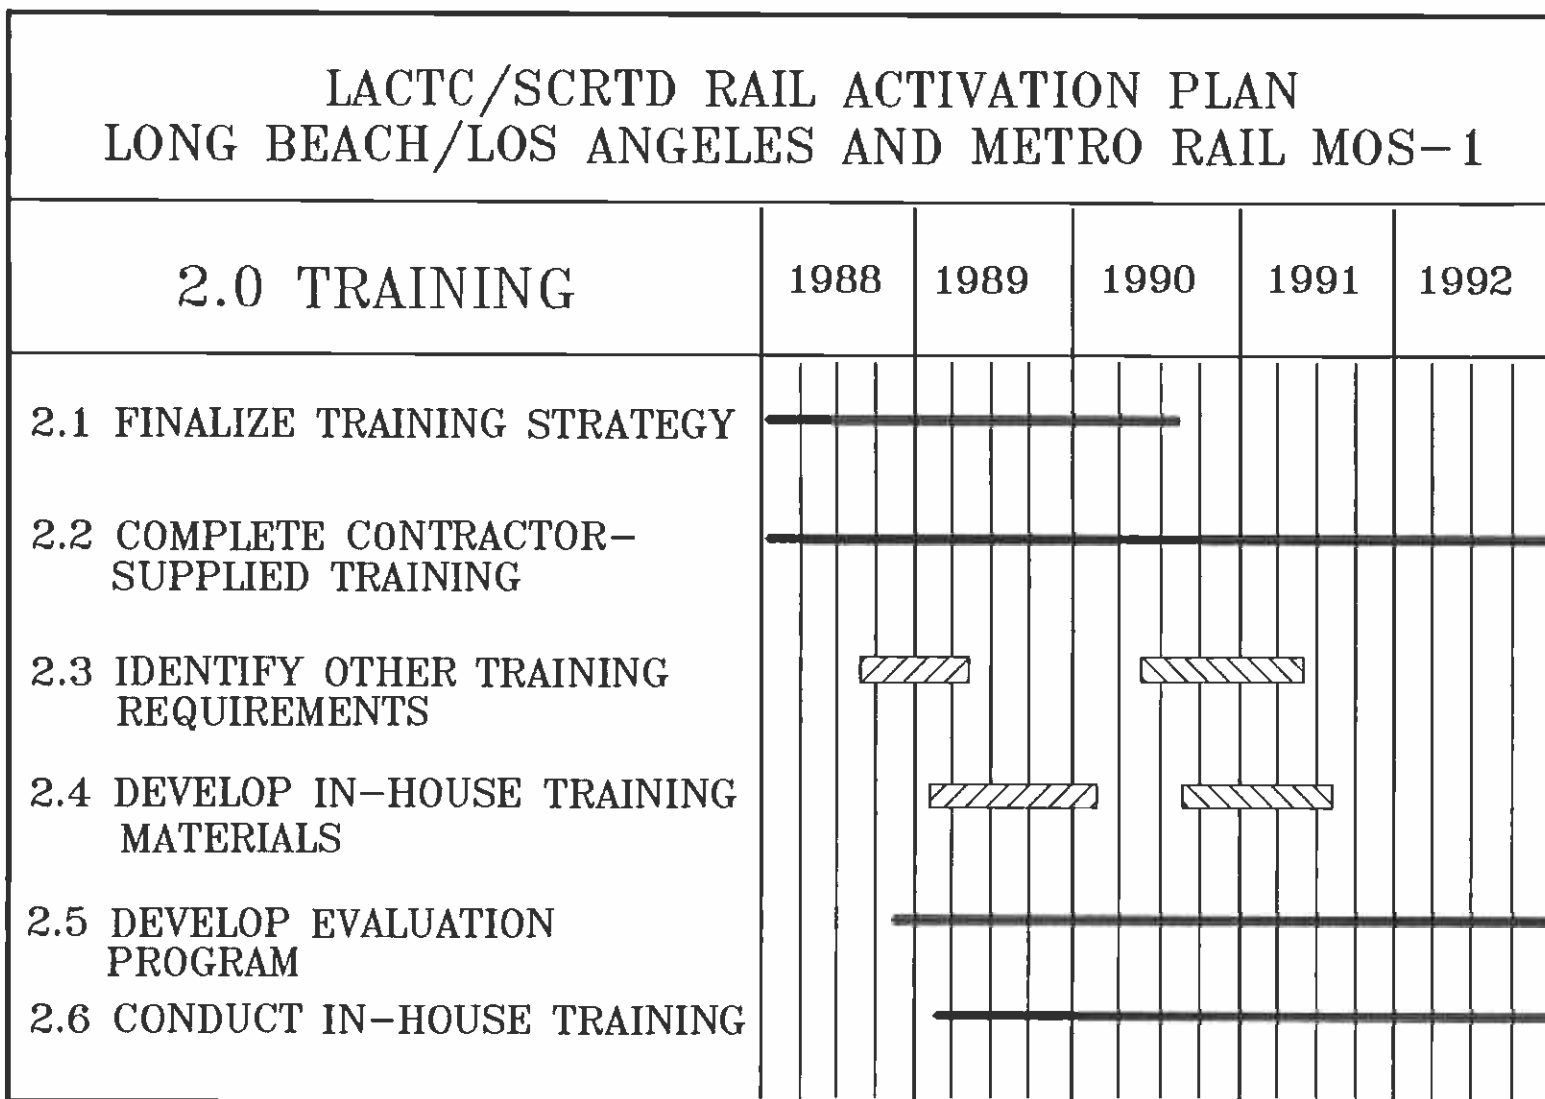 LACTC/SCRTD RAIL ACTIVATION PLAN
LONG BEACH/LOS ANGELES AND METRO RAIL MOS-1
2.0 TRAINING
1988 1989 1990 1991 1992
2.1 FINALIZE TRAINING STRATEGY
2.2 COMPLETE CONTRACTOR-
SUPPLIED TRAINING
2.3 IDENTIFY OTHER TRAINING
REQUIREMENTS
2.4 DEVELOP IN-HOUSE TRAINING
MATERIALS
2.5 DEVELOP EVALUATION
PROGRAM
2.6 CONDUCT IN-HOUSE TRAINING